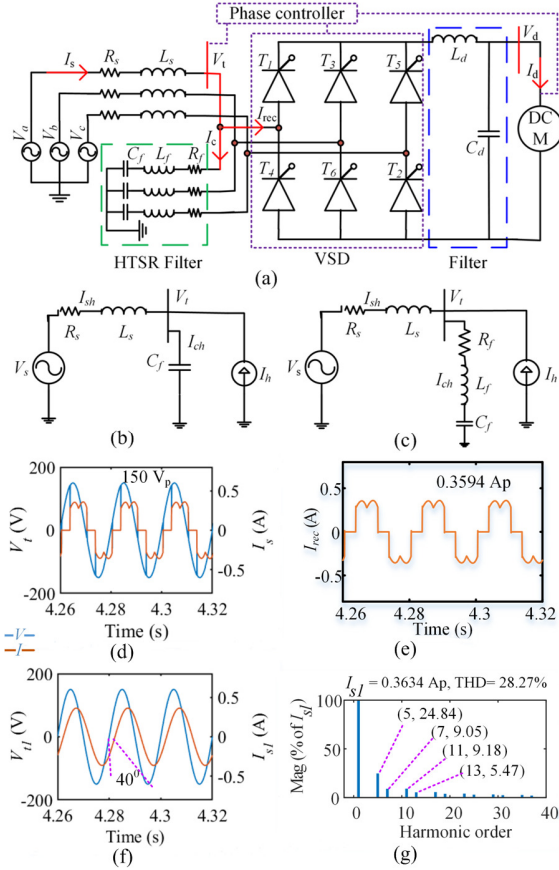 Phase controller
I_s R_s L_s V_t
T_1 T_3 T_5
L_d V_d
I_d
V_a V_b V_c
I_c I_rec
C_f L_f R_f
T_4 T_6 T_2
C_d
DC
M
HTSR Filter
VSD
Filter
(a)
I_sh V_t
R_s L_s
I_ch
V_s C_f I_h
(b)
I_sh V_t
R_s L_s
R_f
V_s I_ch L_f I_h
C_f
(c)
200
0
-200
V_t (V)
150 V_p
0.5
0
-0.5
I_s (A)
4.26 4.28 4.3 4.32
Time (s)
(d)
V
I
0.5
0
-0.5
I_rec (A)
0.3594 Ap
4.26 4.28 4.3 4.32
Time (s)
(e)
200
0
-200
V_t1 (V)
40⁰
0.5
0
-0.5
I_s1 (A)
4.26 4.28 4.3 4.32
Time (s)
(f)
I_s1 = 0.3634 Ap, THD= 28.27%
100
50
0
Mag (% of I_s1)
(5, 24.84)
(7, 9.05)
(11, 9.18)
(13, 5.47)
0 10 20 30 40
Harmonic order
(g)